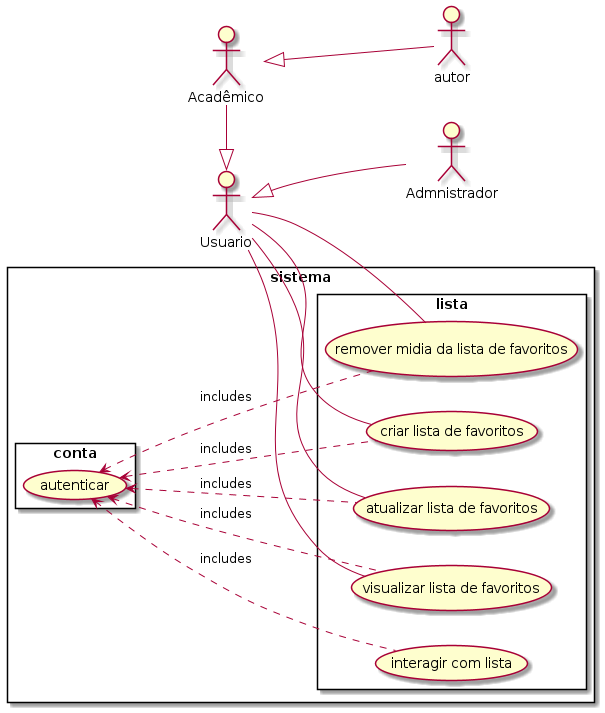 autor
Acadêmico
Admnistrador
Usuario
sistema
lista
remover midia da lista de favoritos
includes
criar lista de favoritos
includes
conta
autenticar
includes
atualizar lista de favoritos
includes
visualizar lista de favoritos
includes
interagir com lista